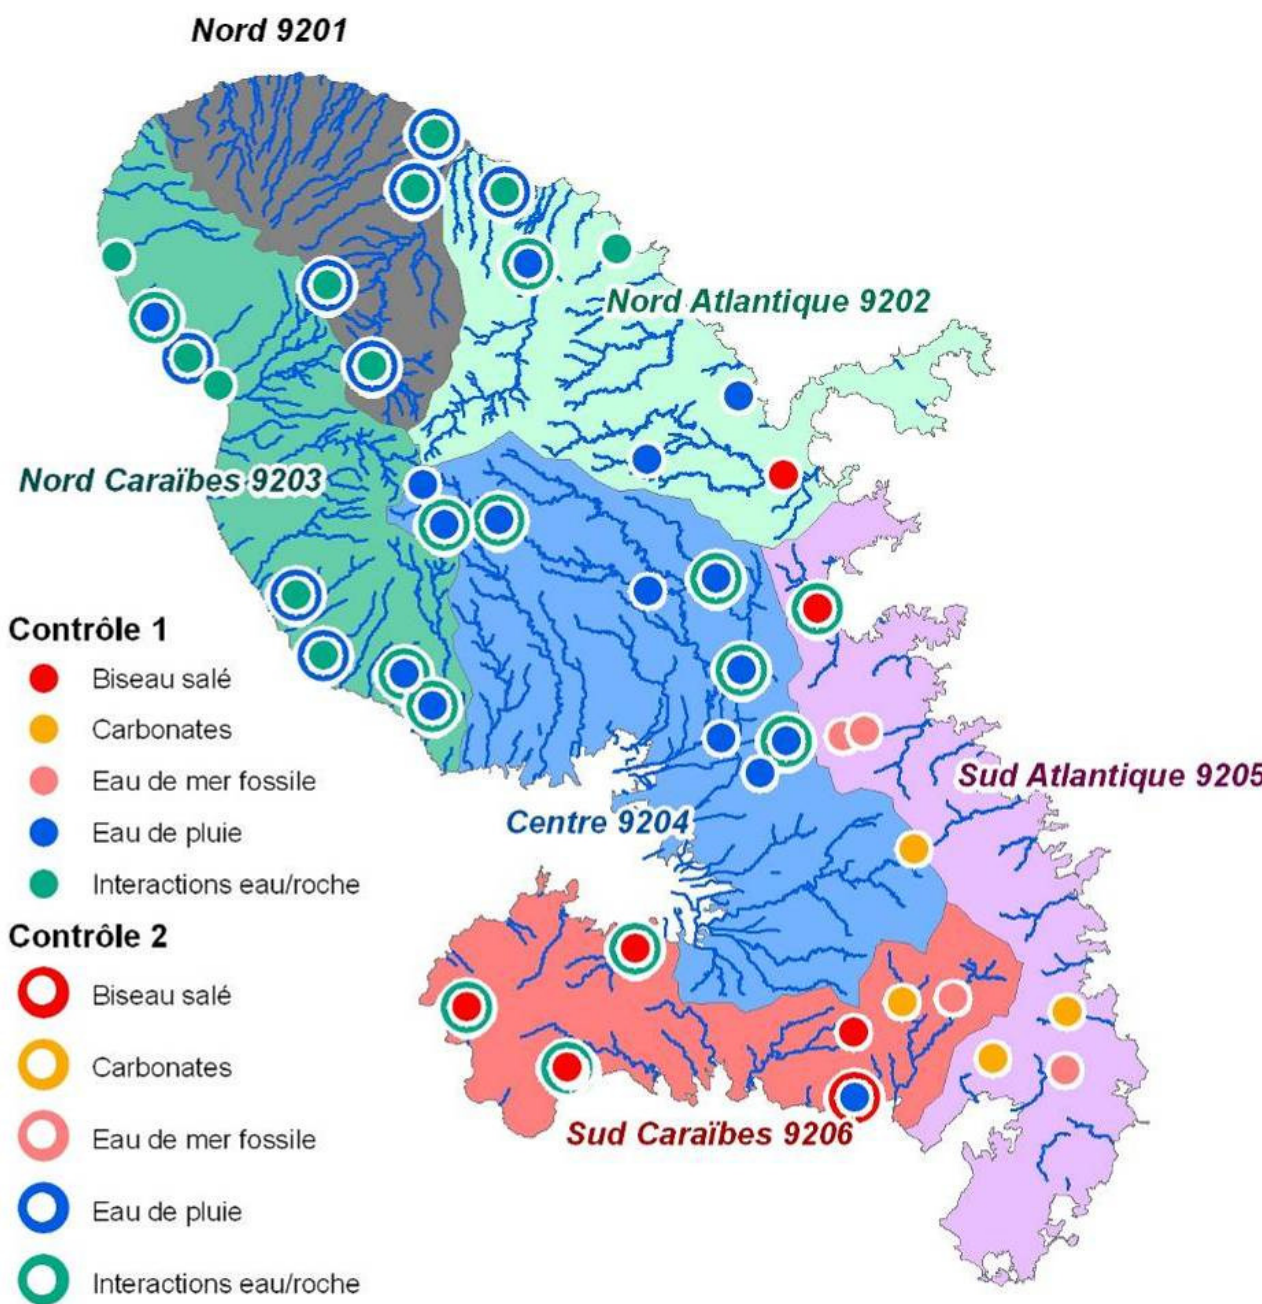 Nord 9201
Nord Atlantique 9202
Nord Caraïbes 9203
Contrôle 1
Biseau salé
Carbonates
Eau de mer fossile
Eau de pluie
Interactions eau/roche
Sud Atlantique 9205
Centre 9204
Contrôle 2
Biseau salé
Carbonates
Eau de mer fossile
Eau de pluie
Interactions eau/roche
Sud Caraïbes 9206